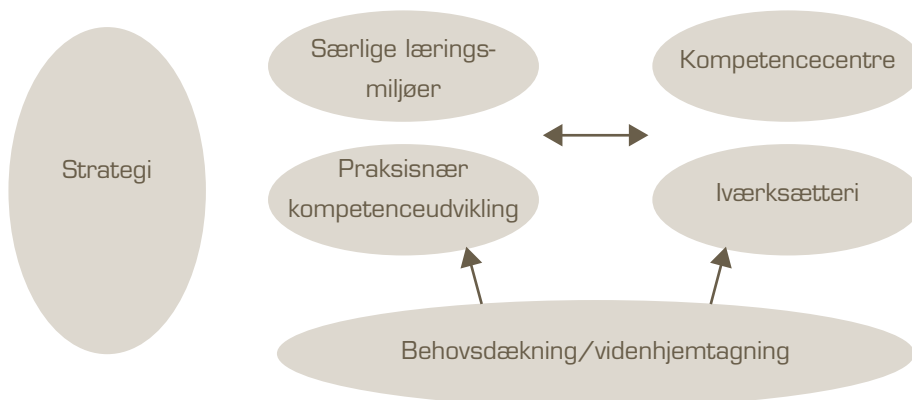 Strategi
Særlige lærings-
miljøer
Kompetencecentre
Praksisnær
kompetenceudvikling
Iværksætteri
Behovsdækning/videnhjemtagning